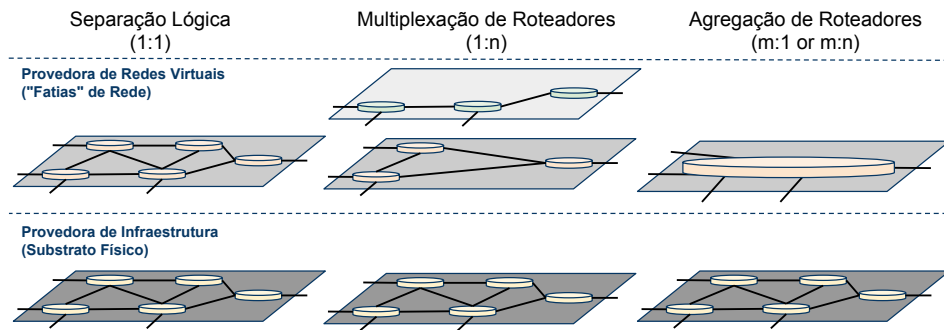 Separação Lógica
(1:1)
Multiplexação de Roteadores
(1:n)
Agregação de Roteadores
(m:1 or m:n)
Provedora de Redes Virtuais
("Fatias" de Rede)
Provedora de Infraestrutura
(Substrato Físico)